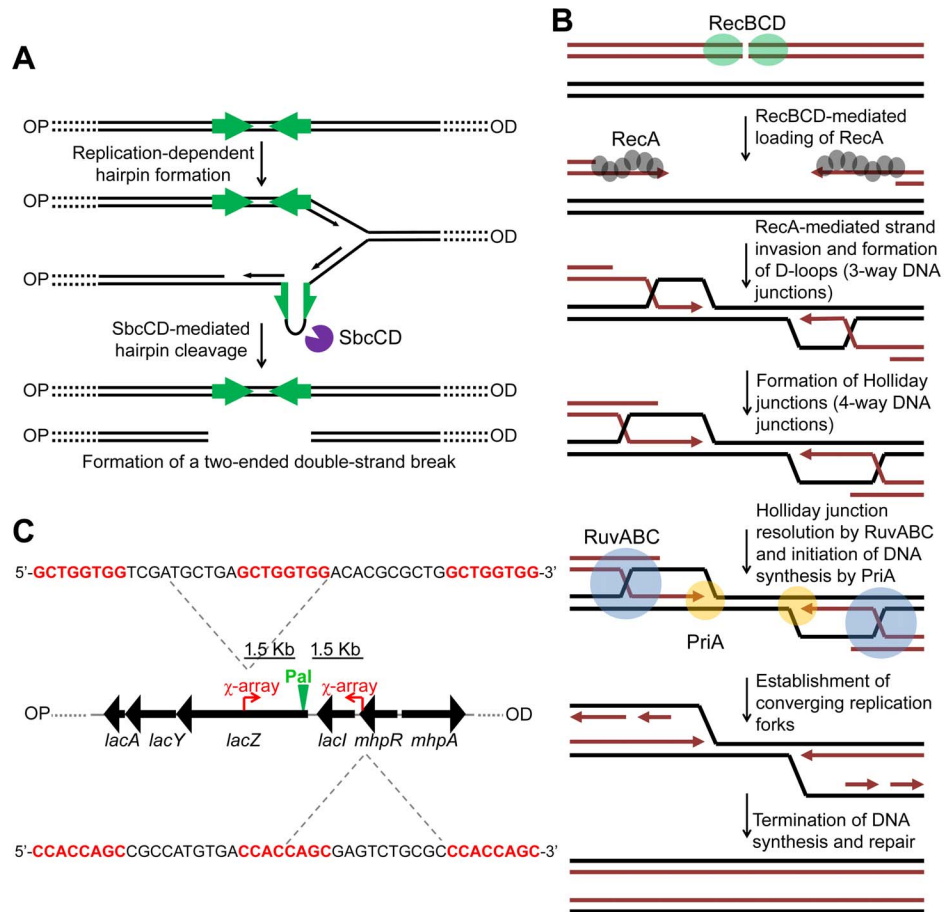 A
OP
OD
Replication-dependent
hairpin formation
OP
OD
OP
SbcCD-mediated
hairpin cleavage
SbcCD
OP
OD
OP
OD
Formation of a two-ended double-strand break
B
RecBCD
RecBCD-mediated
loading of RecA
RecA
RecA-mediated strand
invasion and formation
of D-loops (3-way DNA
junctions)
Formation of Holliday
junctions (4-way DNA
junctions)
Holliday junction
resolution by RuvABC
and initiation of DNA
synthesis by PriA
RuvABC
PriA
Establishment of
converging replication
forks
Termination of DNA
synthesis and repair
C
5’-GCTGGTGGTCGATGCTGAGCTGGTGGACACGCGCTGGCTGGTGG-3’
1.5 Kb 1.5 Kb
Pal
χ-array χ-array
OP OD
lacA lacY lacZ lacI mhpR mhpA
5’-CCACCAGCCGCCATGTGACCACCAGCGAGTCTGCGCCCACCAGC-3’